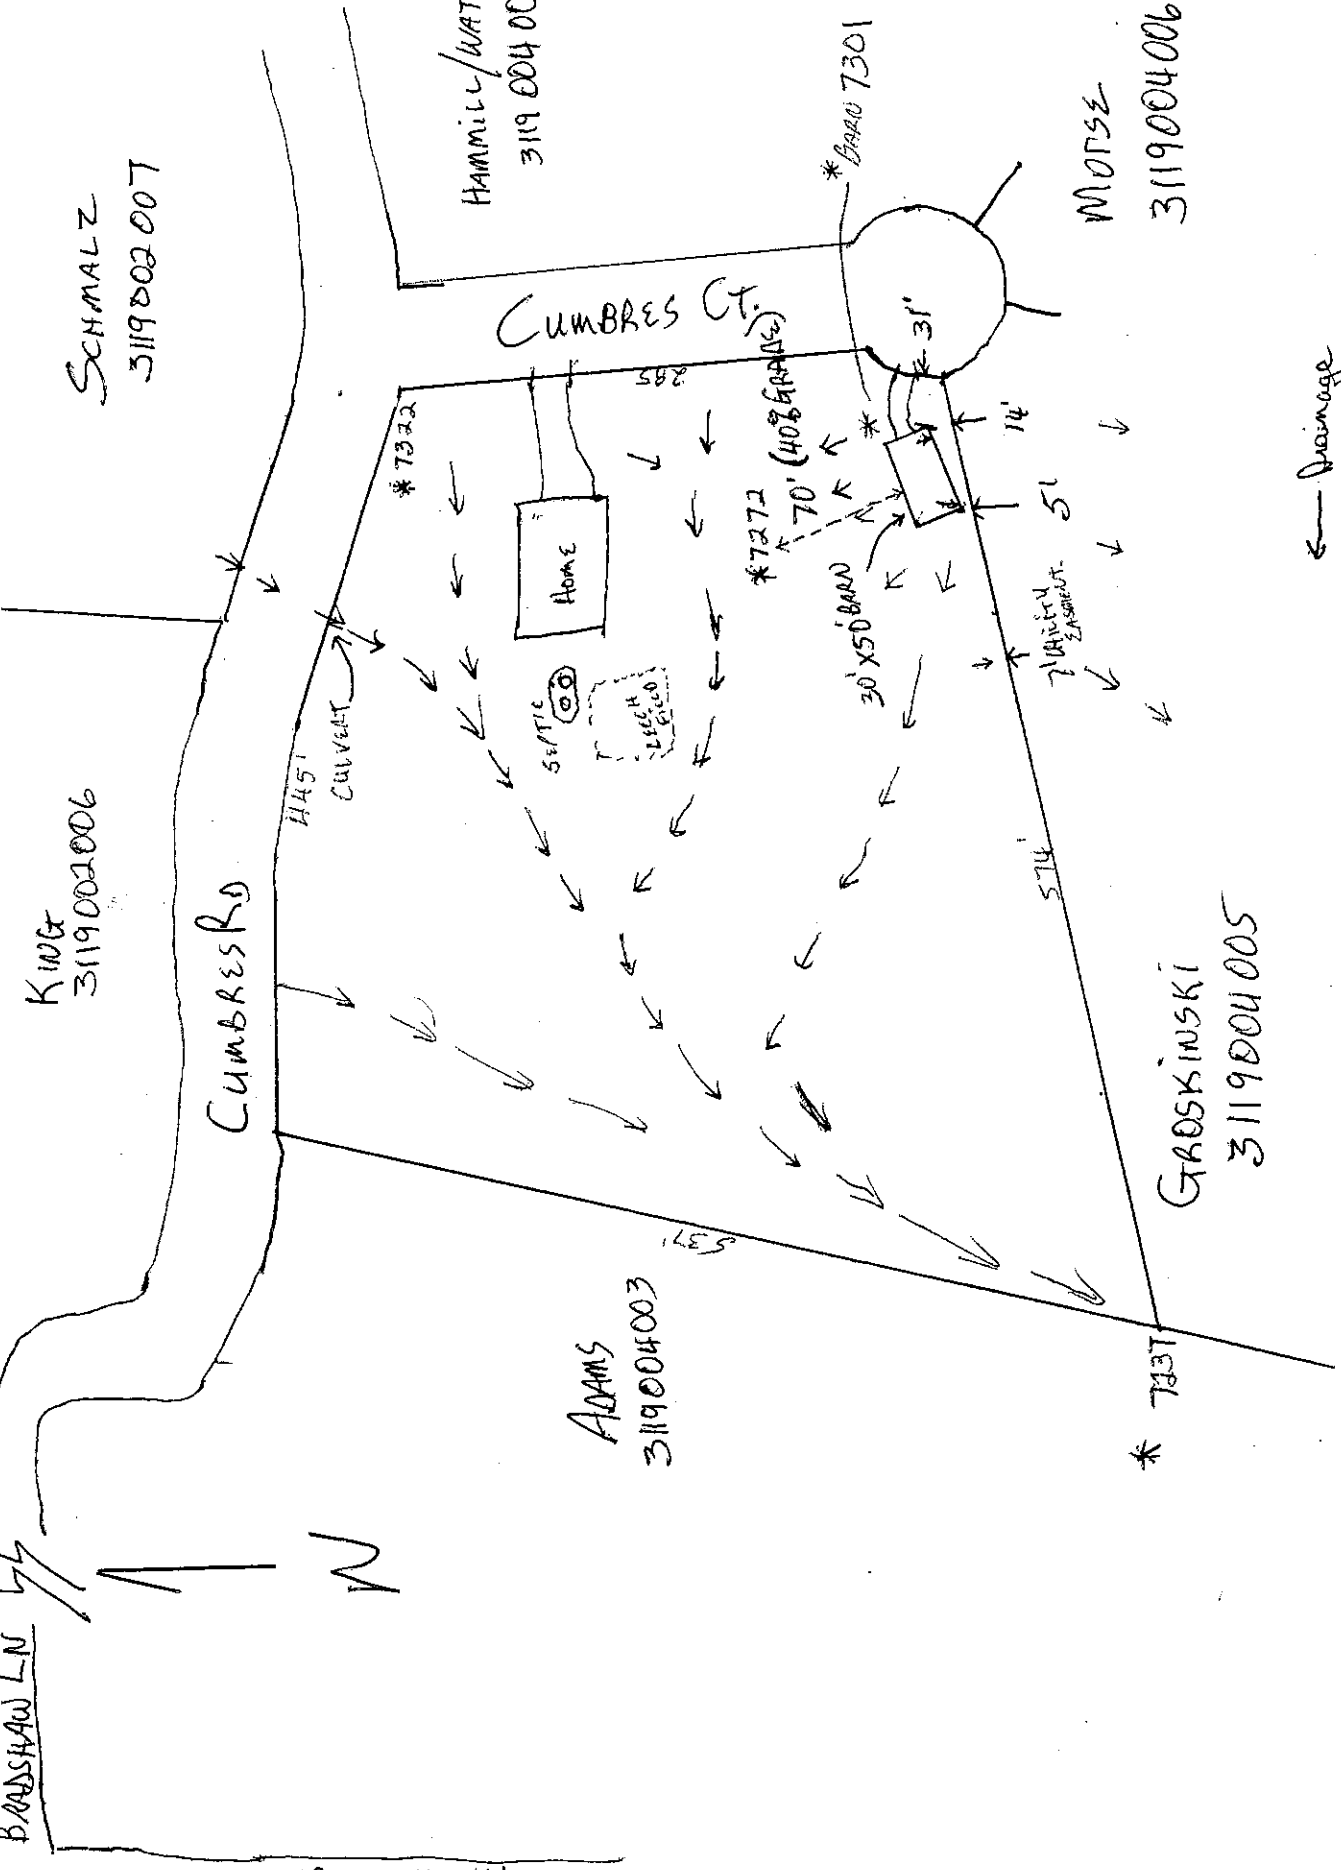 BRADSHAW LN
N
KING
3119002006
SCHMALZ
3119002007
HAMMILL/WAT
3119004 00
CUMBRES RD
445'
CULVERT
*7322
CUMBRES CT.
285
HOME
SEPTIC
LEECH
FIELD
*7272
70' (40% GRADE)
30'X50' BARN
*
* BARN 7301
31'
14'
5'
7' UTILITY
EASEMENT.
574'
537'
ADAMS
3119004003
* 7237
GROSKINSKI
3119004005
MORSE
3119004006
Drainage